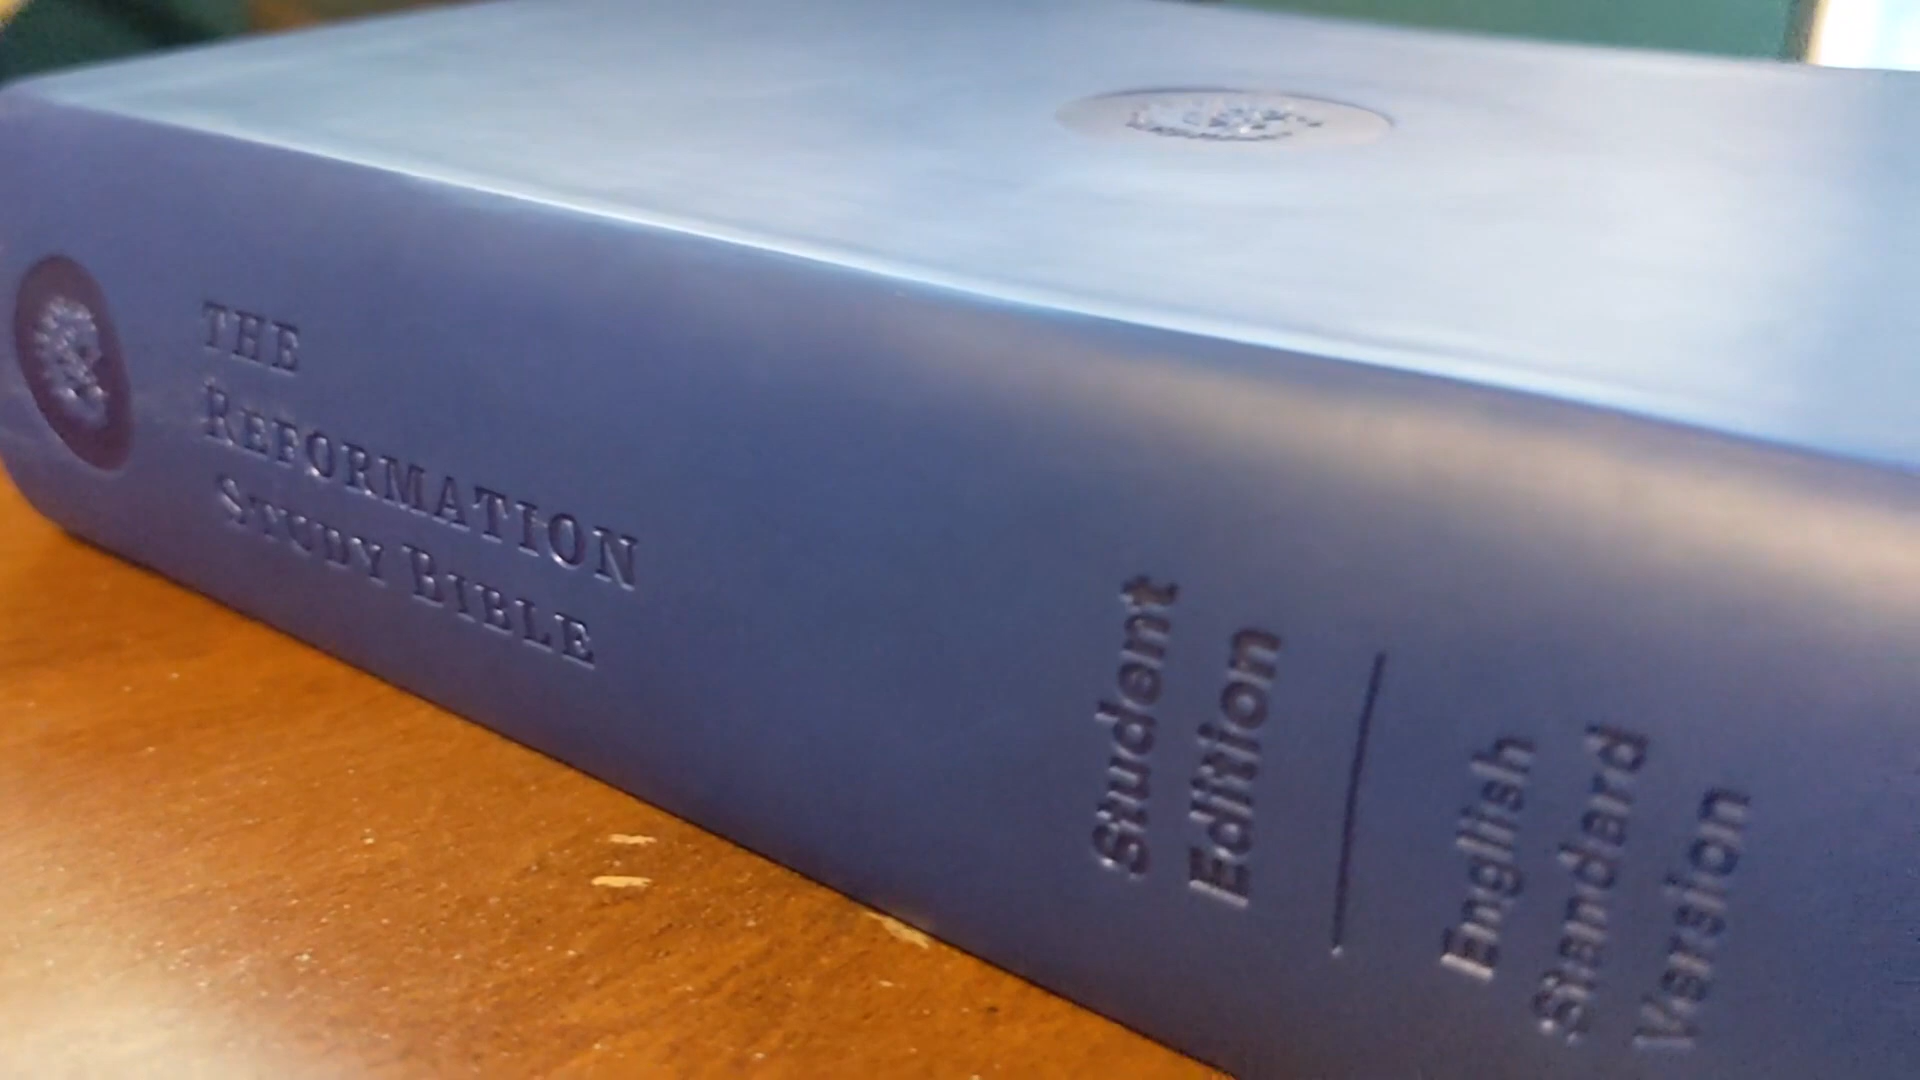 THE
REFORMATION
STUDY BIBLE
Student
Edition
English
Standard
Version